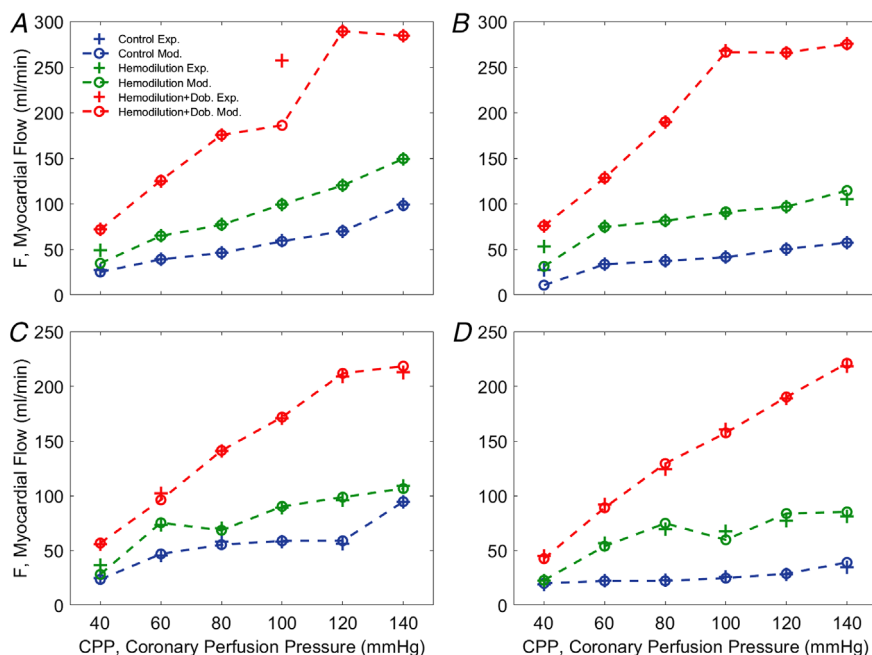 A
B
300
250
200
150
100
50
0
F, Myocardial Flow (ml/min)
Control Exp.
Control Mod.
Hemodilution Exp.
Hemodilution Mod.
Hemodilution+Dob. Exp.
Hemodilution+Dob. Mod.
300
250
200
150
100
50
0
C
D
250
200
150
100
50
0
F, Myocardial Flow (ml/min)
40 60 80 100 120 140
CPP, Coronary Perfusion Pressure (mmHg)
250
200
150
100
50
0
40 60 80 100 120 140
CPP, Coronary Perfusion Pressure (mmHg)